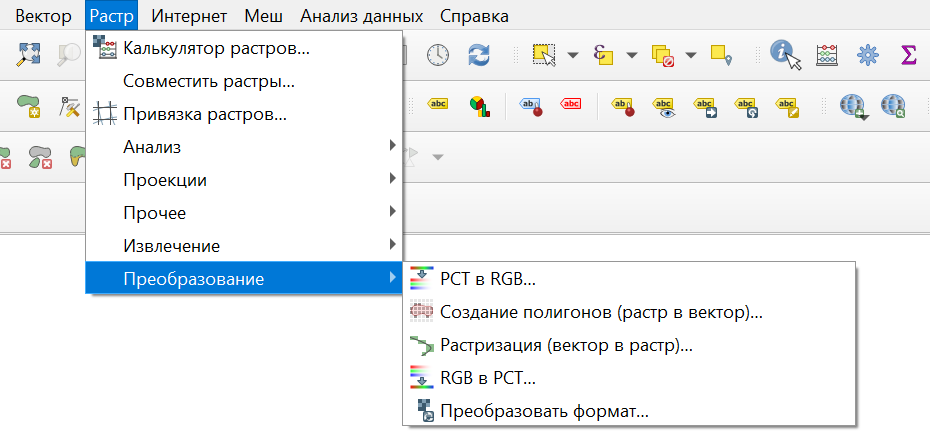 Вектор Растр Интернет Меш Анализ данных Справка
Калькулятор растров...
Совместить растры...
Привязка растров...
Анализ
Проекции
Прочее
Извлечение
Преобразование
PCT в RGB...
Создание полигонов (растр в вектор)...
Растризация (вектор в растр)...
RGB в PCT...
Преобразовать формат...
abc
abc
abc
abc
abc
abc
abc
abc